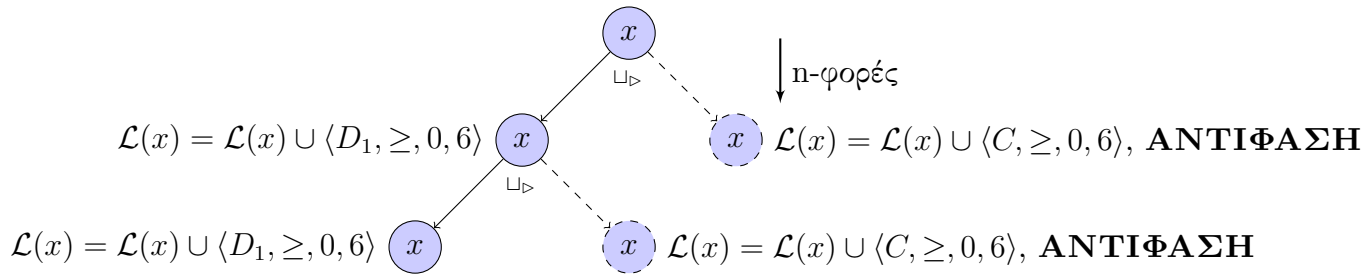 x
⊔▷
n-φορές
ℒ(x) = ℒ(x) ∪ ⟨D₁, ≥, 0, 6⟩ x x ℒ(x) = ℒ(x) ∪ ⟨C, ≥, 0, 6⟩, ΑΝΤΙΦΑΣΗ
⊔▷
ℒ(x) = ℒ(x) ∪ ⟨D₁, ≥, 0, 6⟩ x x ℒ(x) = ℒ(x) ∪ ⟨C, ≥, 0, 6⟩, ΑΝΤΙΦΑΣΗ